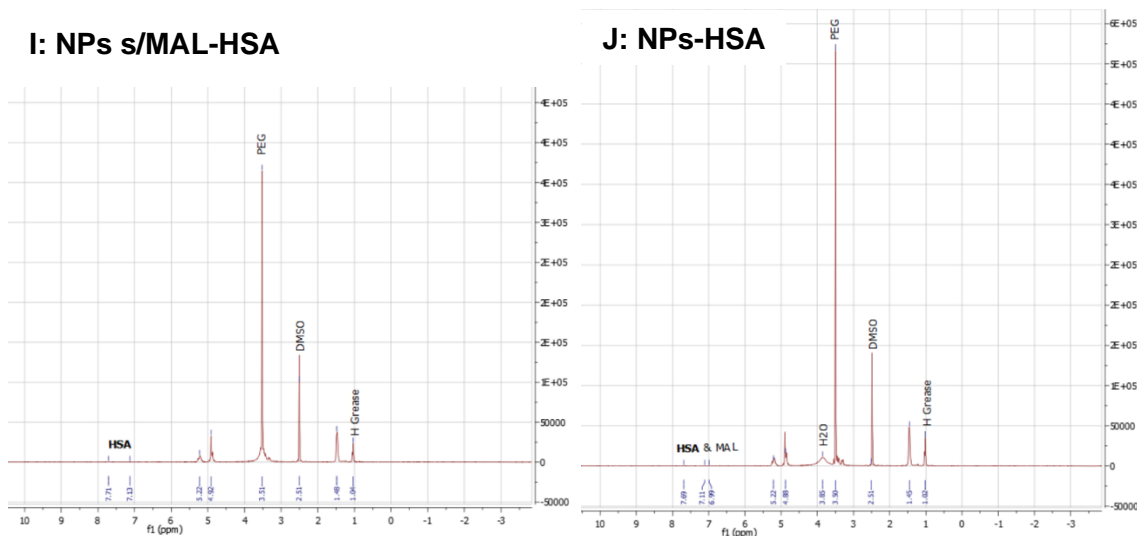 I: NPs s/MAL-HSA
PEG
DMSO
H Grease
HSA
4E+05
4E+05
4E+05
3E+05
2E+05
2E+05
2E+05
1E+05
50000
0
-50000
7.71
7.13
5.22
4.92
3.51
2.51
1.48
1.04
10 9 8 7 6 5 4 3 2 1 0 -1 -2 -3
f1 (ppm)
J: NPs-HSA
PEG
DMSO
H Grease
H2O
HSA & MAL
6E+05
5E+05
4E+05
4E+05
4E+05
3E+05
2E+05
2E+05
2E+05
1E+05
50000
0
-50000
7.69
7.11
6.99
5.22
4.88
3.85
3.50
2.51
1.45
1.02
10 9 8 7 6 5 4 3 2 1 0 -1 -2 -3
f1 (ppm)